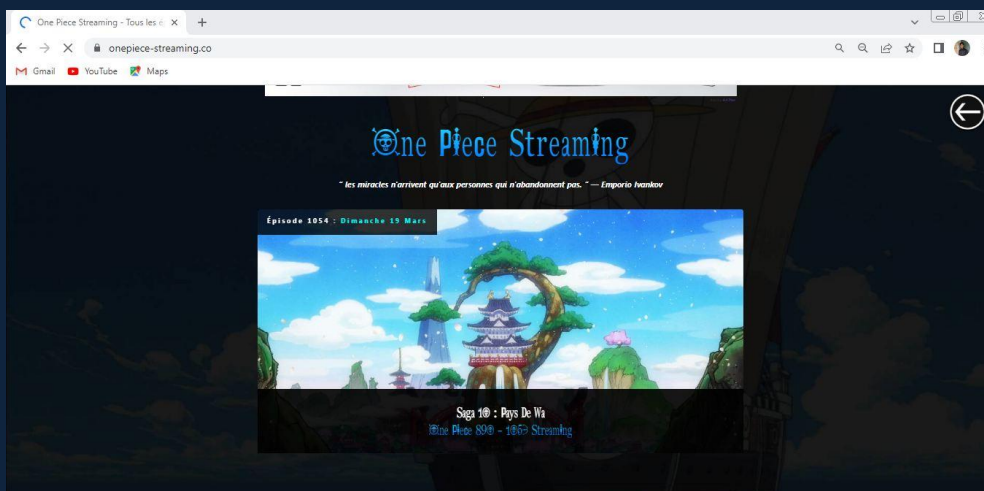 One Piece Streaming - Tous les é
onepiece-streaming.co
Gmail YouTube Maps
One Piece Streaming
" les miracles n'arrivent qu'aux personnes qui n'abandonnent pas. " — Emporio Ivankov
Épisode 1054 : Dimanche 19 Mars
Saga 10 : Pays De Wa
One Piece 890 - 1053 Streaming